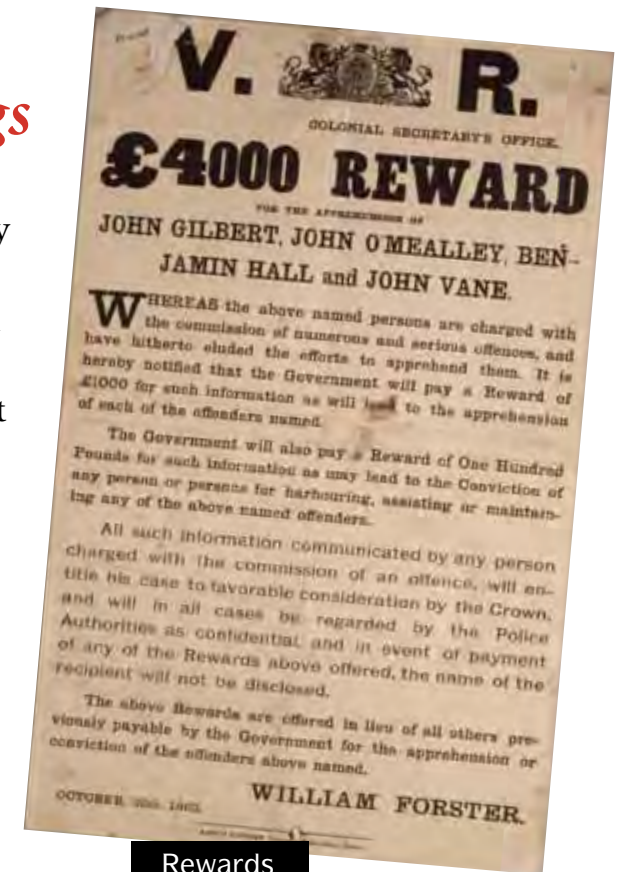 gs
y
t
V. R.
COLONIAL SECRETARY'S OFFICE,
£4000 REWARD
FOR THE APPREHENSION OF
JOHN GILBERT, JOHN O'MEALLEY, BEN-
JAMIN HALL and JOHN VANE.
WHEREAS the above named persons are charged with
the commission of numerous and serious offences, and
have hitherto eluded the efforts to apprehend them. It is
hereby notified that the Government will pay a Reward of
£1000 for such information as will lead to the apprehension
of each of the offenders named.
The Government will also pay a Reward of One Hundred
Pounds for such information as may lead to the Conviction of
any person or persons for harbouring, assisting or maintain-
ing any of the above named offenders.
All such information communicated by any person
charged with the commission of an offence, will en-
title his case to favorable consideration by the Crown,
and will in all cases be regarded by the Police
Authorities as confidential, and in event of payment
of any of the Rewards above offered, the name of the
recipient will not be disclosed.
The above Rewards are offered in lieu of all others pre-
viously payable by the Government for the apprehension or
conviction of the offenders above named.
WILLIAM FORSTER.
OCTOBER 1863.
Rewards